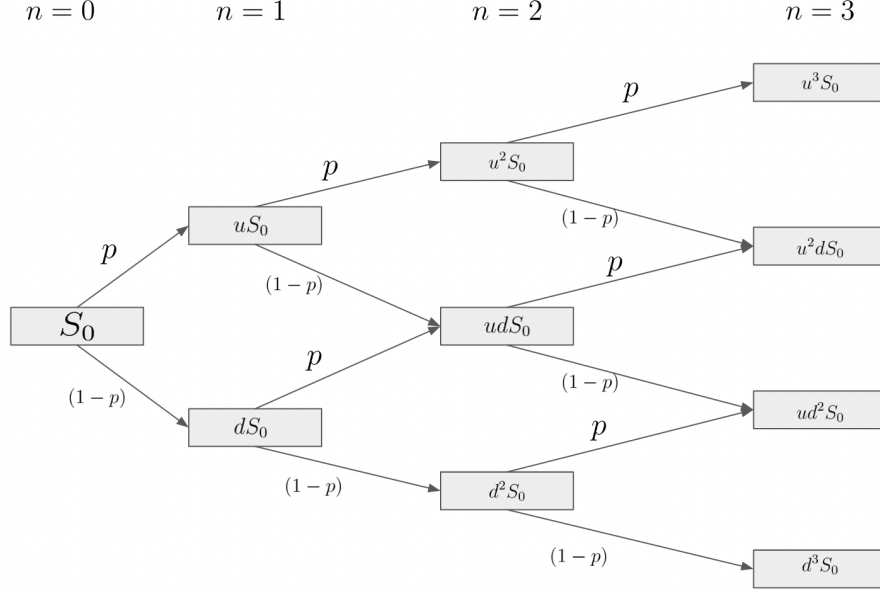 n = 0 n = 1 n = 2 n = 3
u³S₀
p
u²S₀
p
(1 − p)
uS₀
u²dS₀
p
p
(1 − p)
S₀
udS₀
p
(1 − p)
(1 − p)
ud²S₀
dS₀
p
(1 − p)
d²S₀
(1 − p)
d³S₀